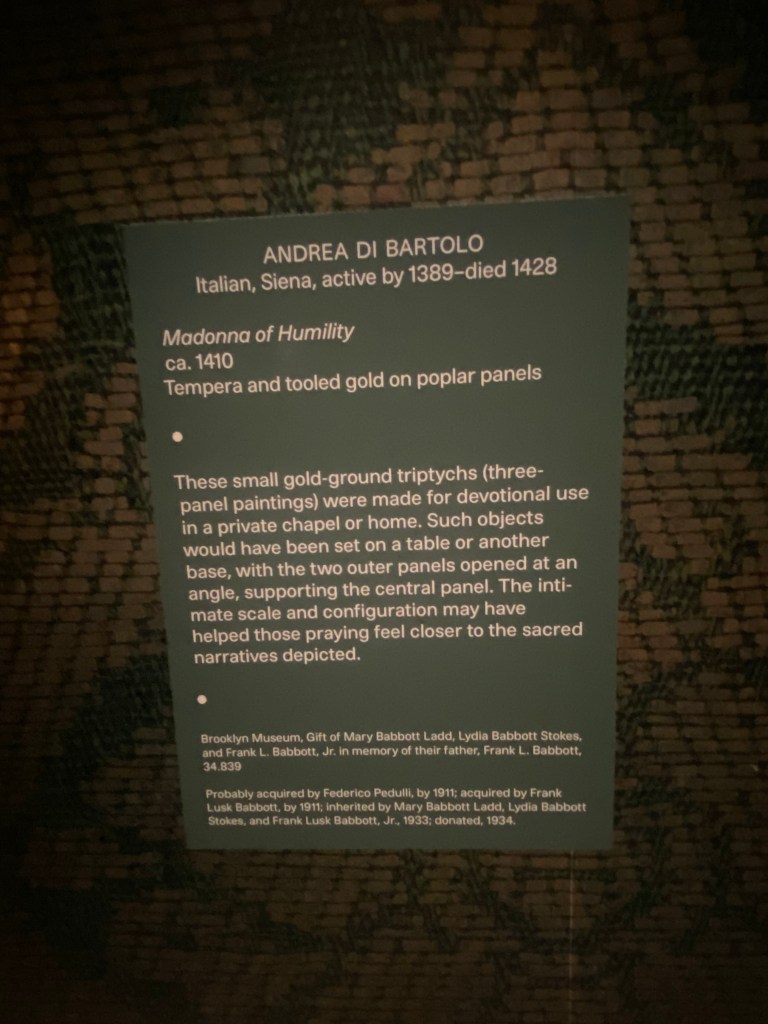 ANDREA DI BARTOLO
Italian, Siena, active by 1389–died 1428
Madonna of Humility
ca. 1410
Tempera and tooled gold on poplar panels
•
These small gold-ground triptychs (three-
panel paintings) were made for devotional use
in a private chapel or home. Such objects
would have been set on a table or another
base, with the two outer panels opened at an
angle, supporting the central panel. The inti-
mate scale and configuration may have
helped those praying feel closer to the sacred
narratives depicted.
•
Brooklyn Museum, Gift of Mary Babbott Ladd, Lydia Babbott Stokes,
and Frank L. Babbott, Jr. in memory of their father, Frank L. Babbott,
34.839
Probably acquired by Federico Pedulli, by 1911; acquired by Frank
Lusk Babbott, by 1911; inherited by Mary Babbott Ladd, Lydia Babbott
Stokes, and Frank Lusk Babbott, Jr., 1933; donated, 1934.